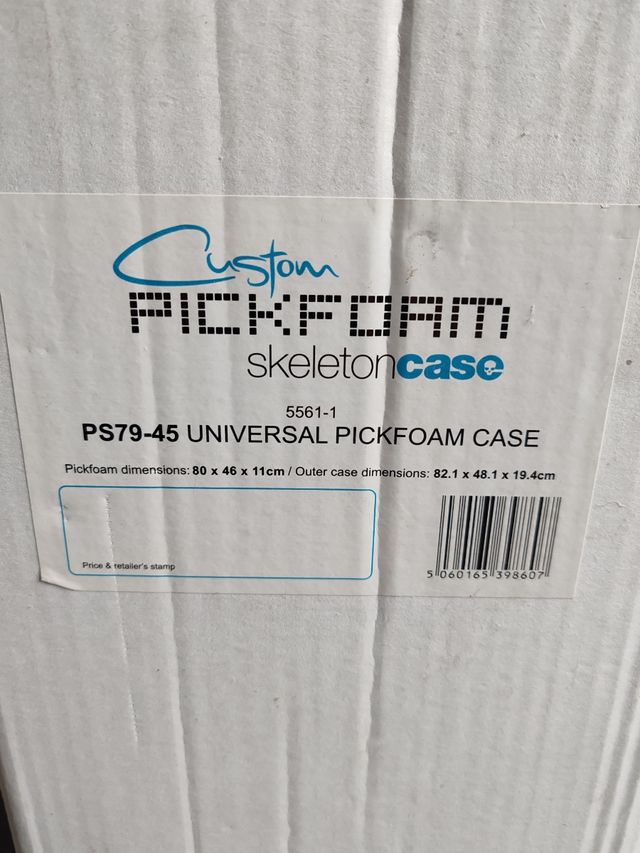 Custom
PICKFOAM
skeletoncase
5561-1
PS79-45 UNIVERSAL PICKFOAM CASE
Pickfoam dimensions: 80 x 46 x 11cm / Outer case dimensions: 82.1 x 48.1 x 19.4cm
Price & retailer's stamp
5 060165 398607